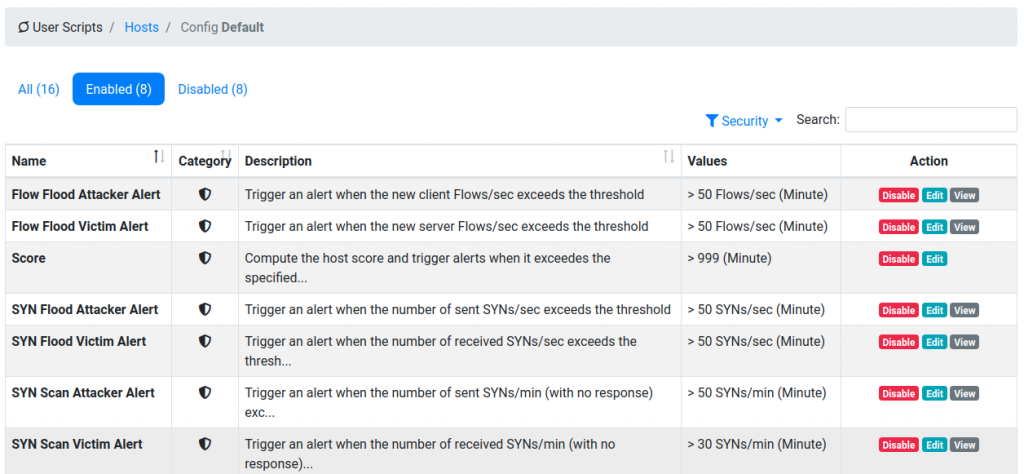 User Scripts / Hosts / Config Default
All (16) Enabled (8) Disabled (8)
Security Search:
Name Category Description Values Action
Flow Flood Attacker Alert Trigger an alert when the new client Flows/sec exceeds the threshold > 50 Flows/sec (Minute) Disable Edit View
Flow Flood Victim Alert Trigger an alert when the new server Flows/sec exceeds the threshold > 50 Flows/sec (Minute) Disable Edit View
Score Compute the host score and trigger alerts when it exceedes the > 999 (Minute) Disable Edit
specified...
SYN Flood Attacker Alert Trigger an alert when the number of sent SYNs/sec exceeds the threshold > 50 SYNs/sec (Minute) Disable Edit View
SYN Flood Victim Alert Trigger an alert when the number of received SYNs/sec exceeds the > 50 SYNs/sec (Minute) Disable Edit View
thresh...
SYN Scan Attacker Alert Trigger an alert when the number of sent SYNs/min (with no response) > 50 SYNs/min (Minute) Disable Edit View
exc...
SYN Scan Victim Alert Trigger an alert when the number of received SYNs/min (with no > 30 SYNs/min (Minute) Disable Edit View
response)...